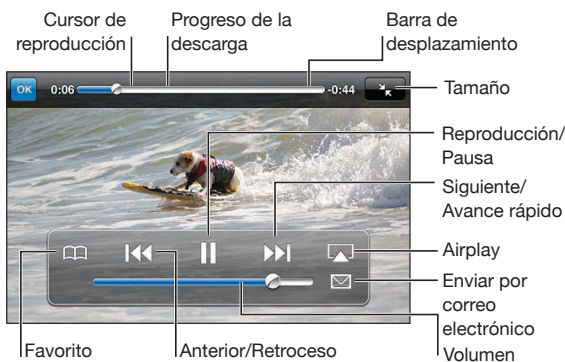 Cursor de
reproducción
Progreso de la
descarga
Barra de
desplazamiento
OK
0:06
-0:44
Tamaño
Reproducción/
Pausa
Siguiente/
Avance rápido
Airplay
Enviar por
correo
electrónico
Favorito
Anterior/Retroceso
Volumen